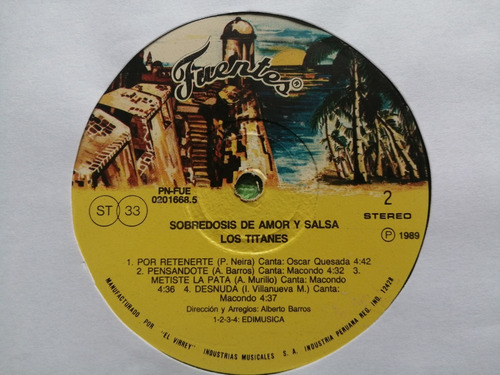 Fuentes
PN-FUE
0201668.5
ST 33
2
STEREO
SOBREDOSIS DE AMOR Y SALSA
LOS TITANES
P 1989
1. POR RETENERTE (P. Neira) Canta: Oscar Quesada 4:42
2. PENSANDOTE (A. Barros) Canta: Macondo 4:32 3.
METISTE LA PATA (A. Murillo) Canta: Macondo
4:36 4. DESNUDA (I. Villanueva M.) Canta:
Macondo 4:37
Dirección y Arreglos: Alberto Barros
1-2-3-4: EDIMUSICA
MANUFACTURADO POR "EL VIRREY" INDUSTRIAS MUSICALES S. A. INDUSTRIA PERUANA REG. IND. 12428